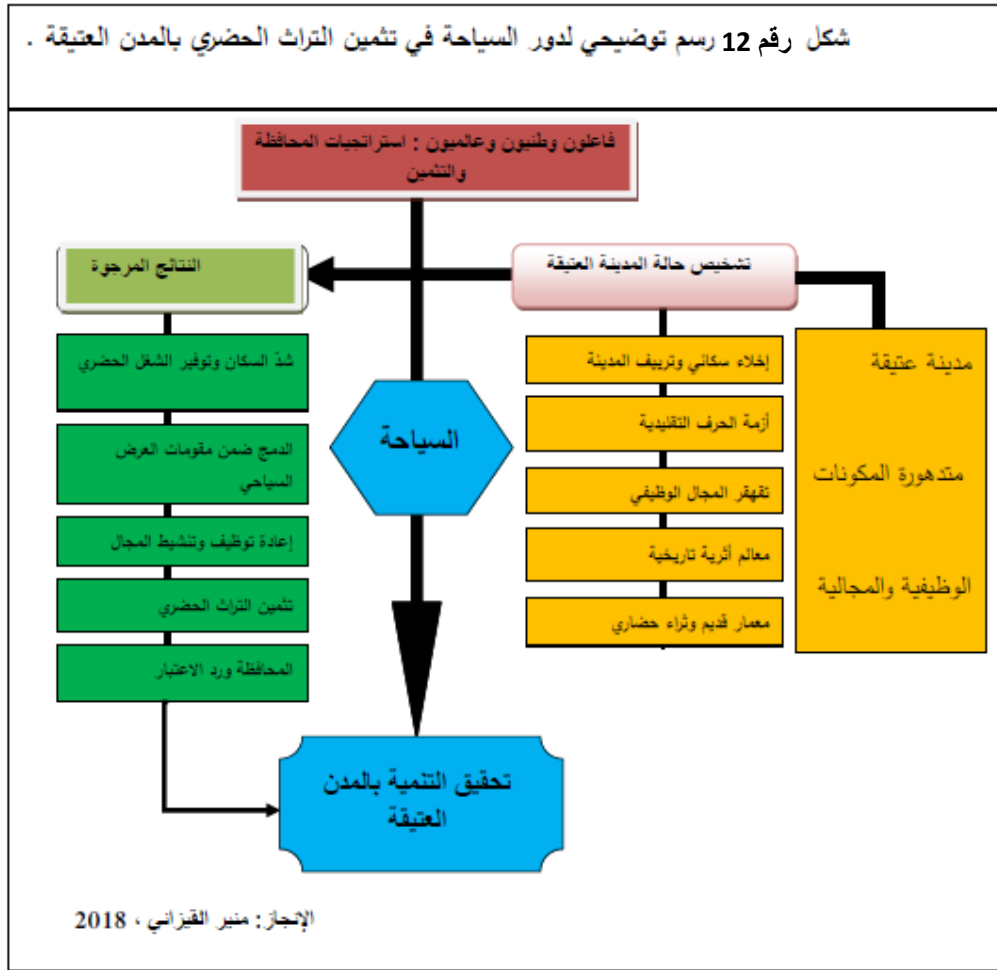 شكل رقم 12 رسم توضيحي لدور السياحة في تثمين التراث الحضري بالمدن العتيقة .
فاعلون وطنيون وعالميون : استراتجيات المحافظة
والتثمين
تشخيص حالة المدينة العتيقة
النتائج المرجوة
مدينة عتيقة
متدهورة المكونات
الوظيفية والمجالية
إخلاء سكاني وترييف المدينة
أزمة الحرف التقليدية
تقهقر المجال الوظيفي
معالم أثرية تاريخية
معمار قديم وثراء حضاري
السياحة
شدّ السكان وتوفير الشغل الحضري
الدمج ضمن مقومات العرض
السياحي
إعادة توظيف وتنشيط المجال
تثمين التراث الحضري
المحافظة ورد الاعتبار
تحقيق التنمية بالمدن
العتيقة
الإنجاز: منير القيزاني ، 2018